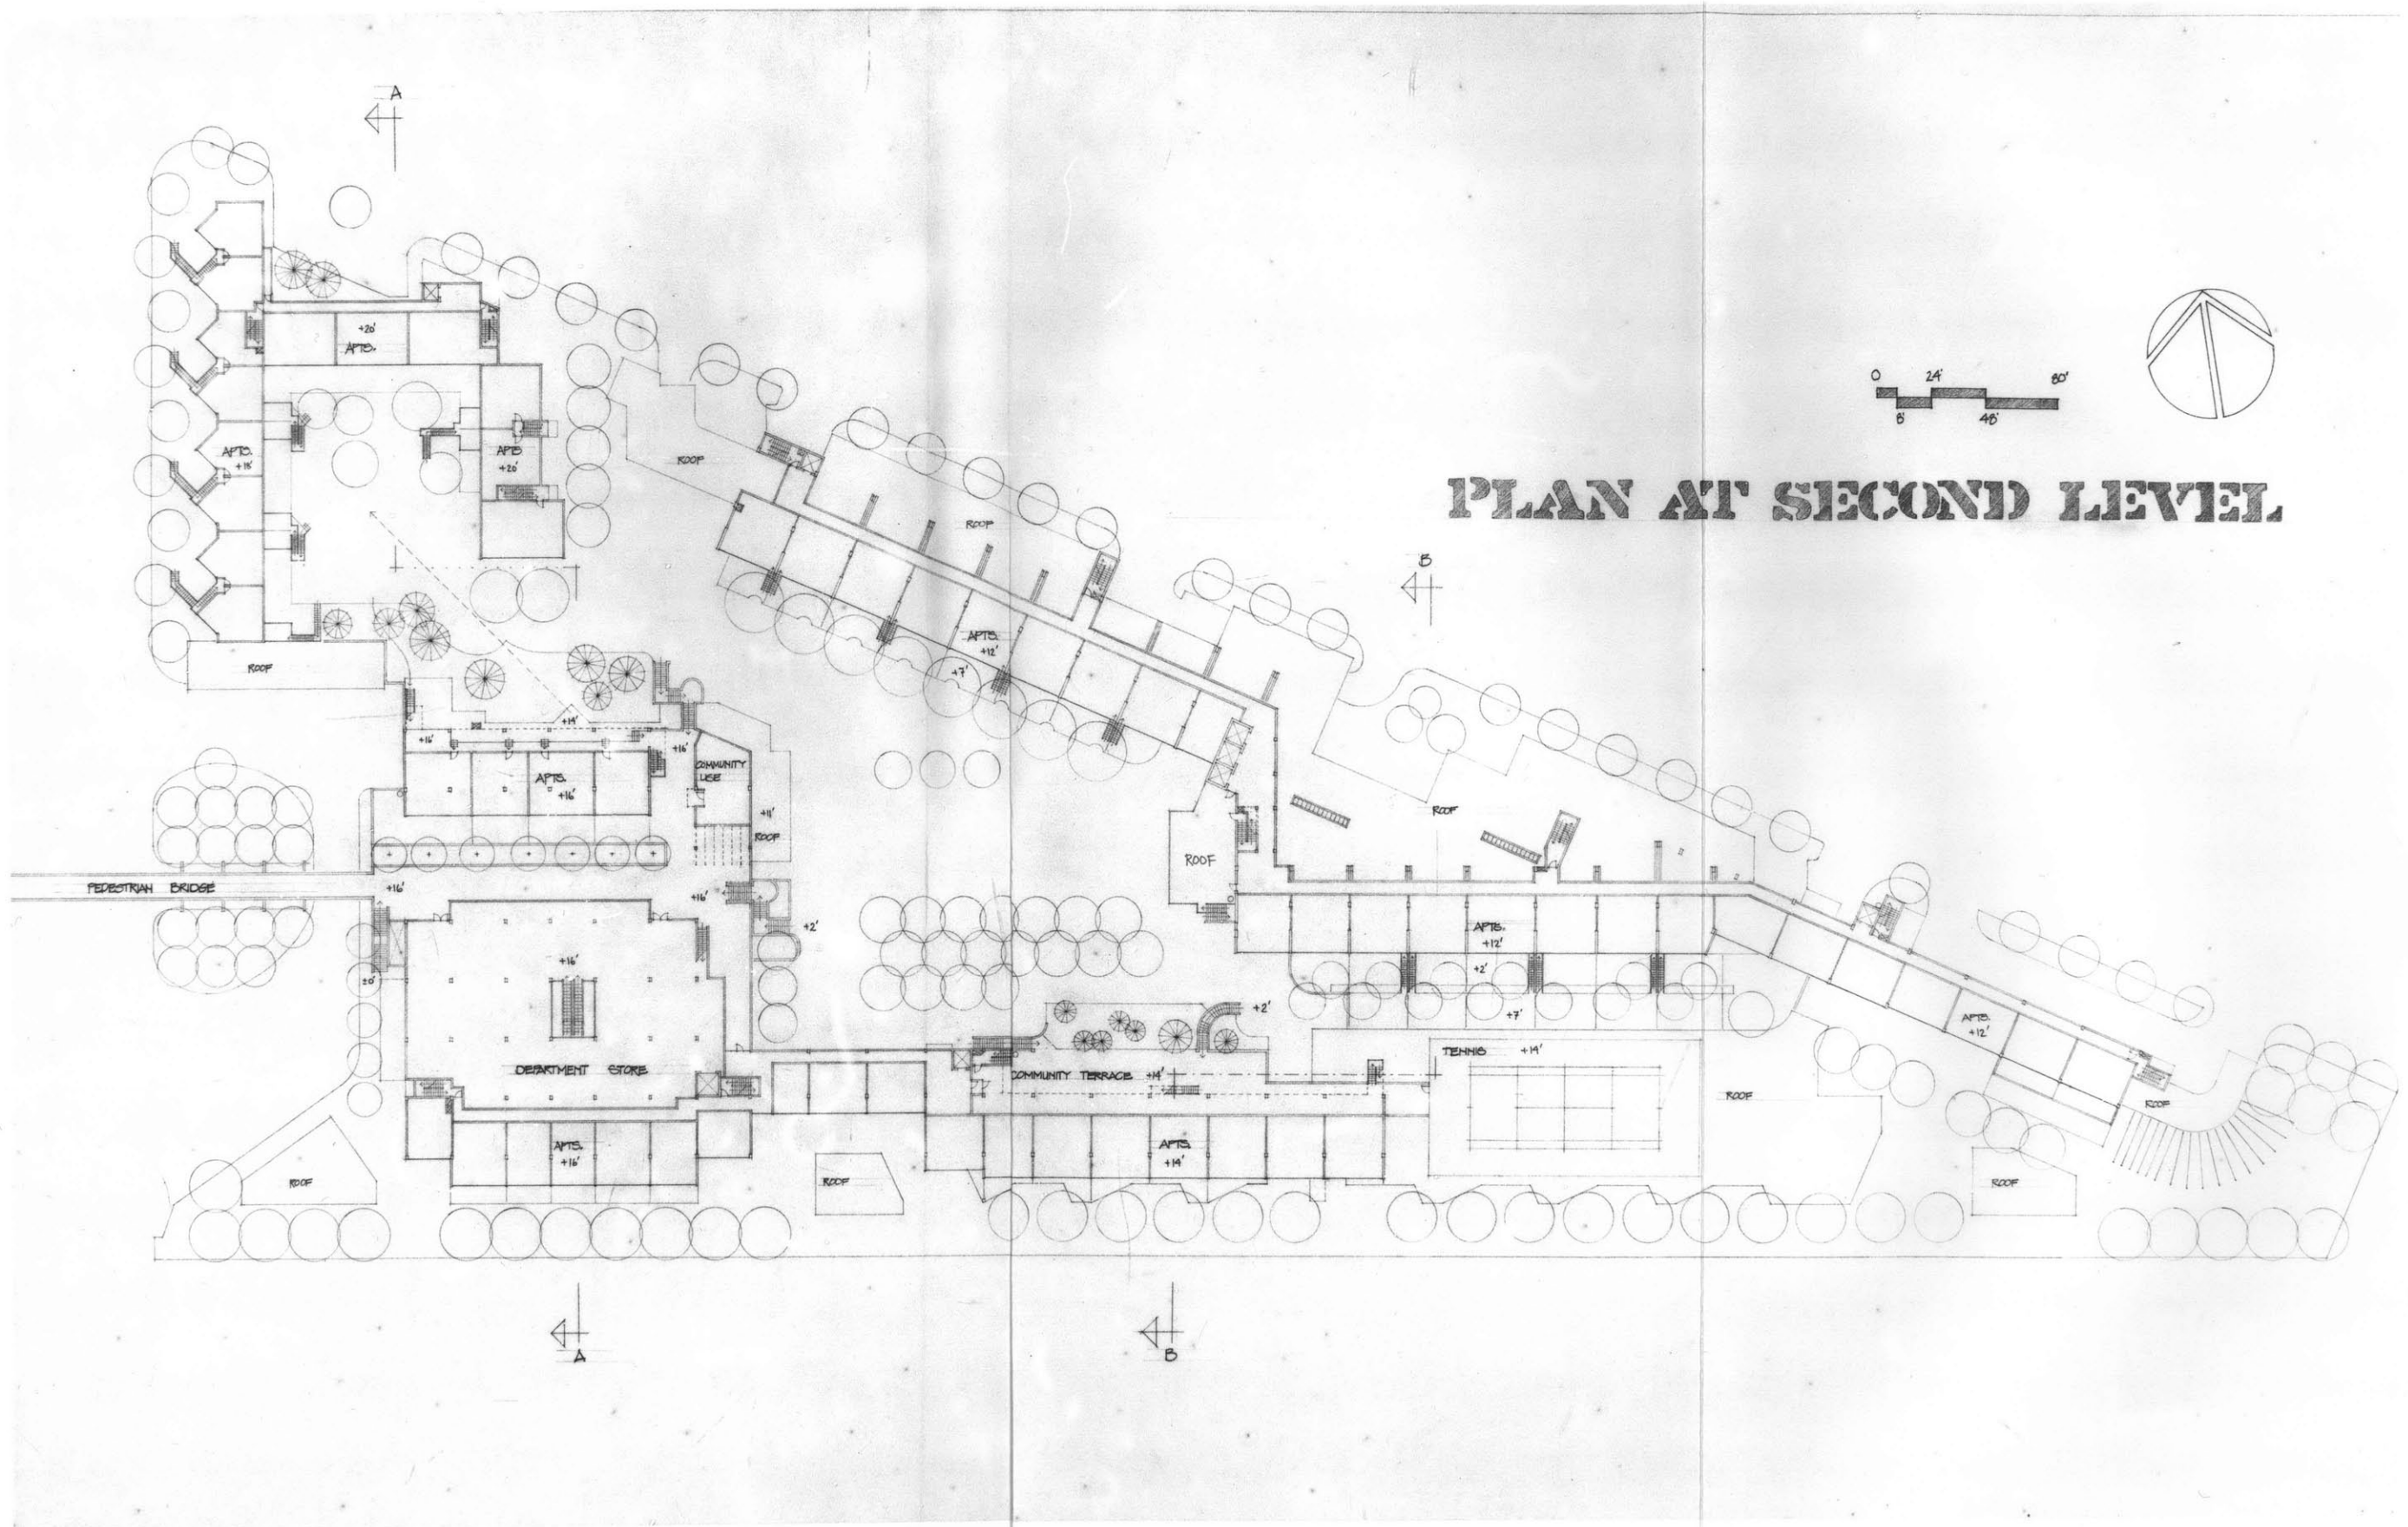 A
0 24' 80'
8' 48'
PLAN AT SECOND LEVEL
+20'
APTS.
APTS.
+18'
APTS
+20'
ROOF
ROOF
B
APTS.
+12'
+7'
ROOF
+14'
+16'
+16'
APTS.
+16'
COMMUNITY
USE
+11'
ROOF
ROOF
ROOF
PEDESTRIAN BRIDGE
+16'
+16'
+2'
APTS.
+12'
+2'
+7'
+16'
±0'
DEPARTMENT STORE
+2'
COMMUNITY TERRACE +14'
TENNIS +14'
APTS.
+12'
ROOF
ROOF
APTS.
+16'
APTS.
+14'
ROOF
ROOF
ROOF
A
B